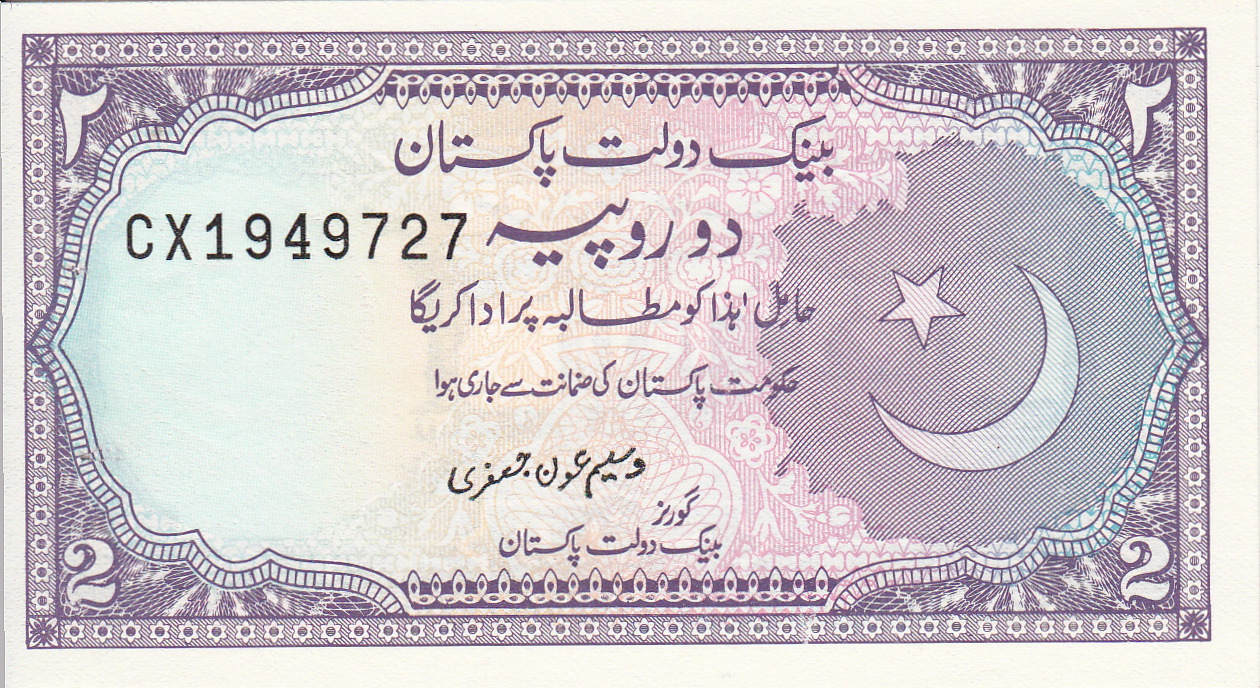 ۲ ۲
بینک دولت پاکستان
CX1949727
دو روپیہ
حامل ہٰذا کو مطالبہ پر ادا کریگا
حکومت پاکستان کی ضمانت سے جاری ہوا
وسیم عون جعفری
گورنر
بینک دولت پاکستان
2 2